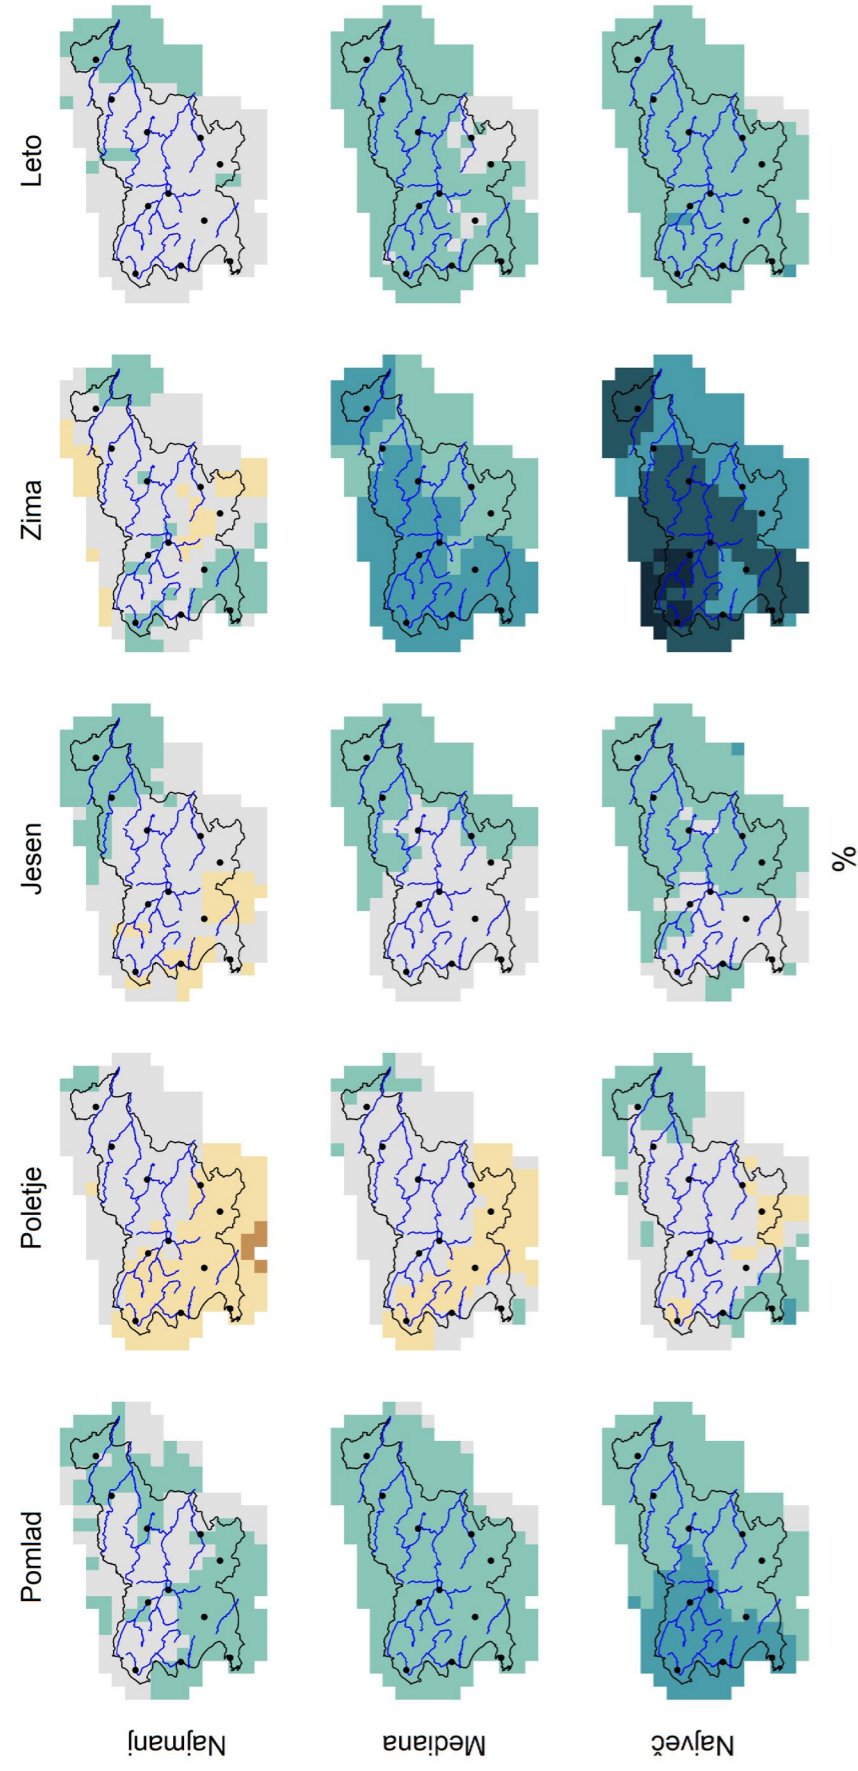 Pomlad
Poletje
Jesen
Zima
Leto
Najmanj
Mediana
Največ
%